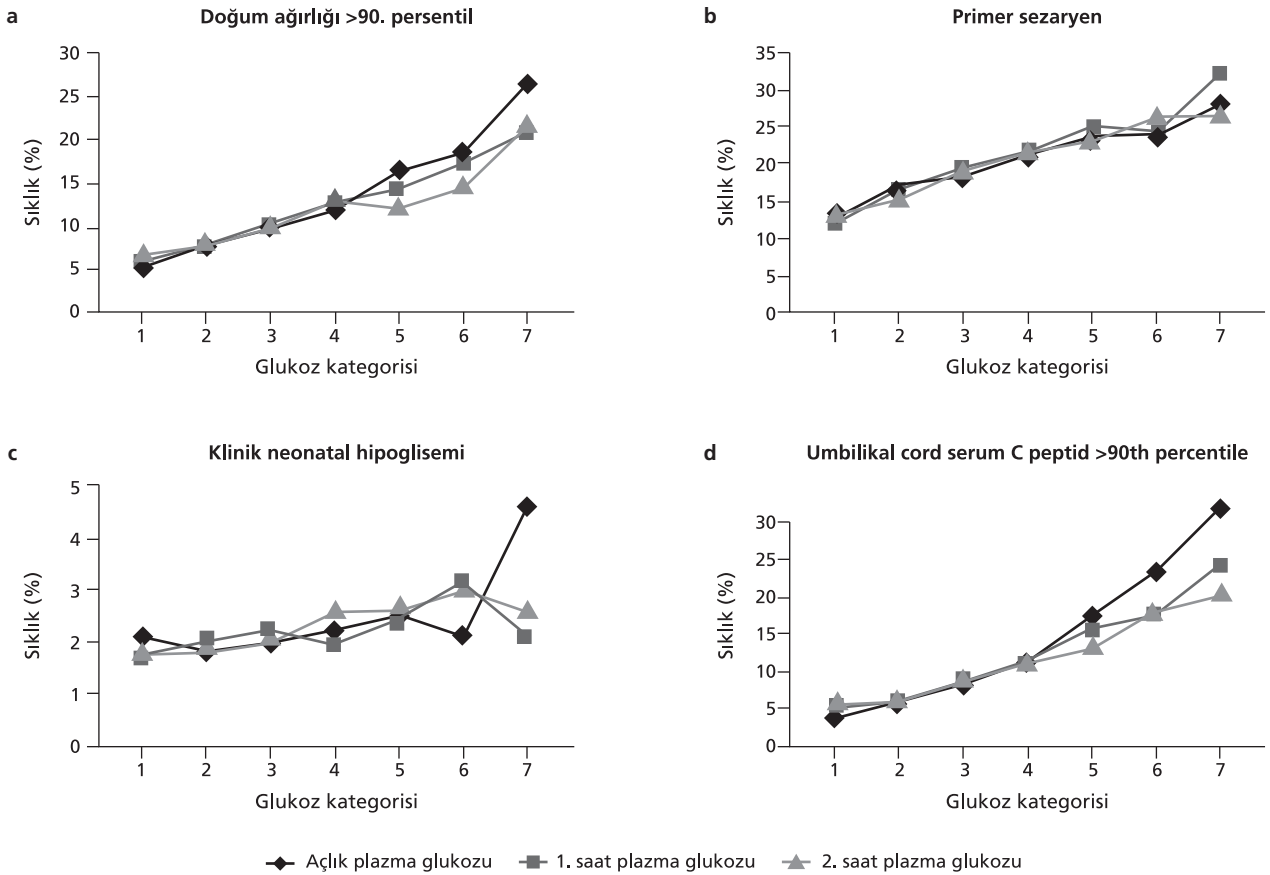 a
Doğum ağırlığı >90. persentil
30
25
20
15
10
5
0
Sıklık (%)
1 2 3 4 5 6 7
Glukoz kategorisi
b
Primer sezaryen
35
30
25
20
15
10
5
0
Sıklık (%)
1 2 3 4 5 6 7
Glukoz kategorisi
c
Klinik neonatal hipoglisemi
5
4
3
2
1
0
Sıklık (%)
1 2 3 4 5 6 7
Glukoz kategorisi
d
Umbilikal cord serum C peptid >90th percentile
30
25
20
15
10
5
0
Sıklık (%)
1 2 3 4 5 6 7
Glukoz kategorisi
Açlık plazma glukozu 1. saat plazma glukozu 2. saat plazma glukozu